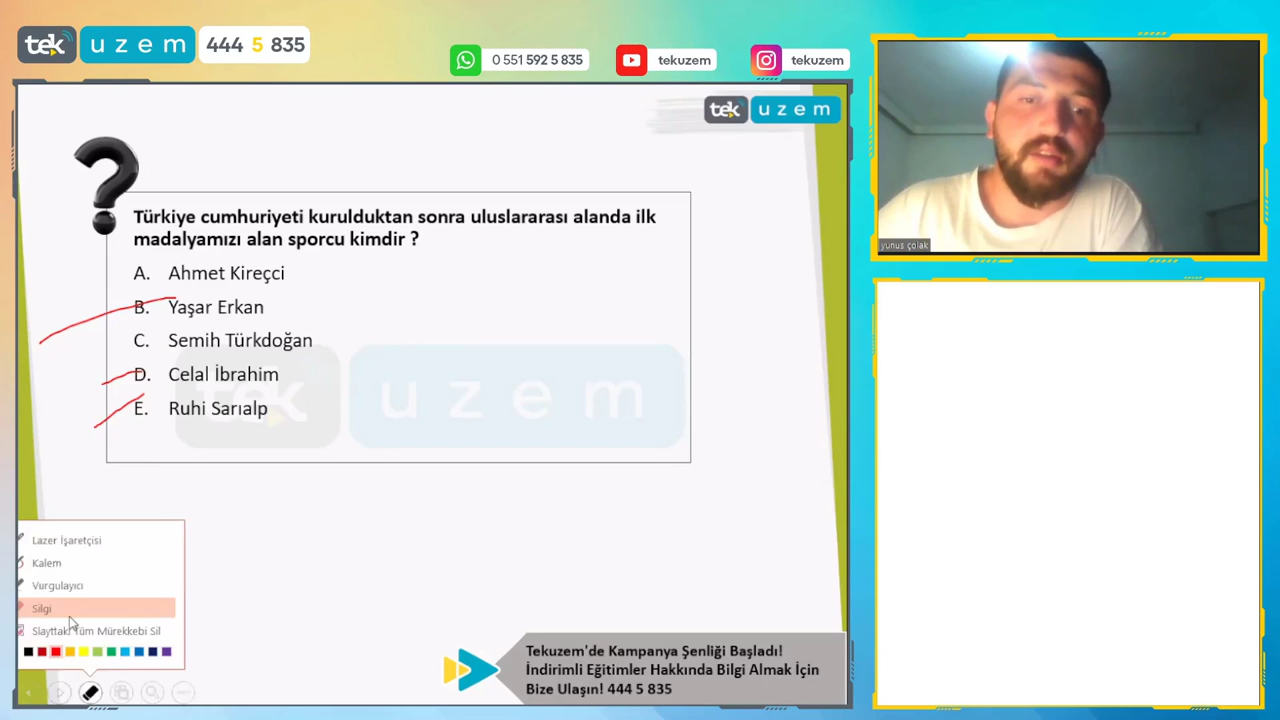 tek uzem 444 5 835
0 551 592 5 835 tekuzem tekuzem
tek uzem
Türkiye cumhuriyeti kurulduktan sonra uluslararası alanda ilk
madalyamızı alan sporcu kimdir ?
A. Ahmet Kireçci
B. Yaşar Erkan
C. Semih Türkdoğan
D. Celal İbrahim
E. Ruhi Sarıalp
tek uzem
yunus çolak
Lazer İşaretçisi
Kalem
Vurgulayıcı
Silgi
Slayttaki Tüm Mürekkebi Sil
Tekuzem'de Kampanya Şenliği Başladı!
İndirimli Eğitimler Hakkında Bilgi Almak İçin
Bize Ulaşın! 444 5 835